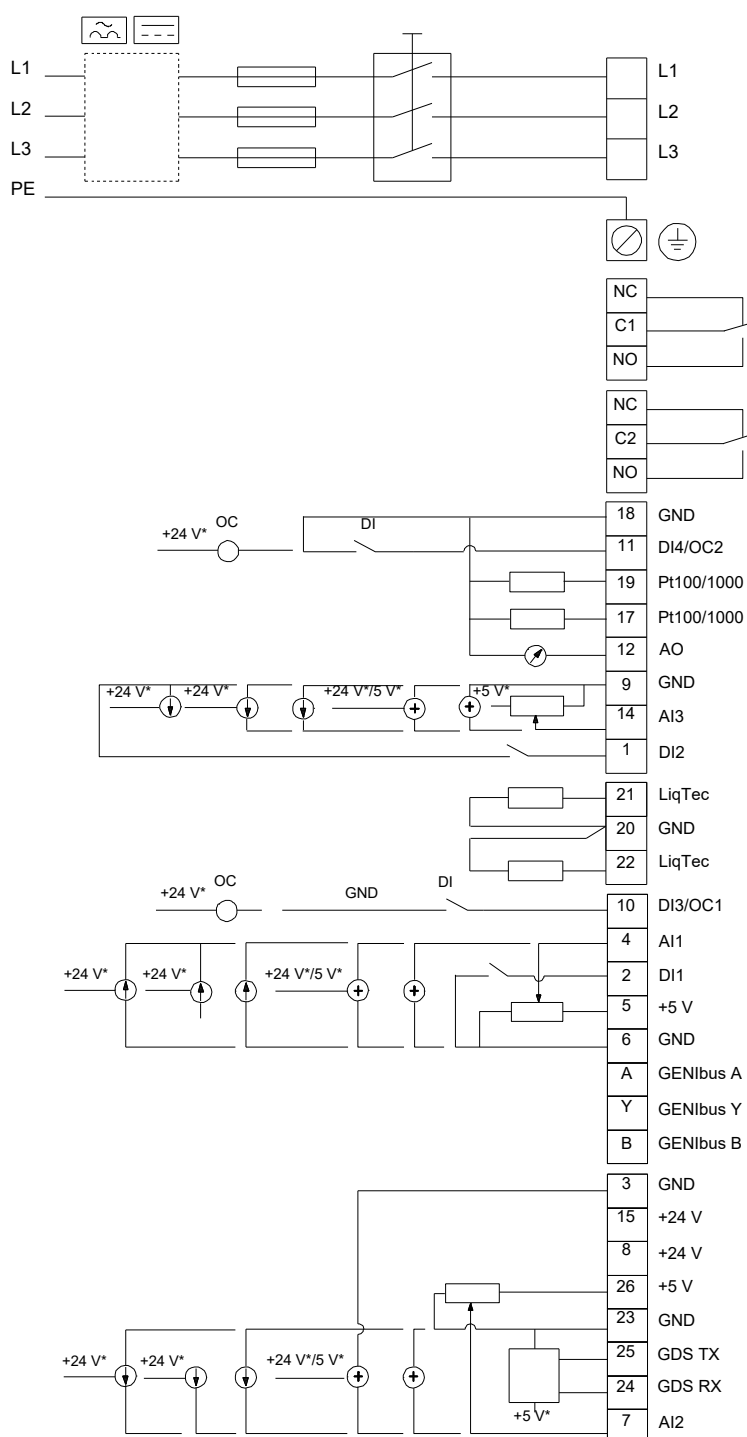 L1 L1
L2 L2
L3 L3
PE
NC
C1
NO
NC
C2
NO
18 GND
+24 V* OC DI 11 DI4/OC2
19 Pt100/1000
17 Pt100/1000
12 AO
9 GND
+24 V* +24 V* +24 V*/5 V* +5 V*
14 AI3
1 DI2
21 LiqTec
20 GND
22 LiqTec
+24 V* OC GND DI 10 DI3/OC1
4 AI1
+24 V* +24 V* +24 V*/5 V* 2 DI1
5 +5 V
6 GND
A GENIbus A
Y GENIbus Y
B GENIbus B
3 GND
15 +24 V
8 +24 V
26 +5 V
23 GND
25 GDS TX
+24 V* +24 V* +24 V*/5 V*
24 GDS RX
+5 V*
7 AI2